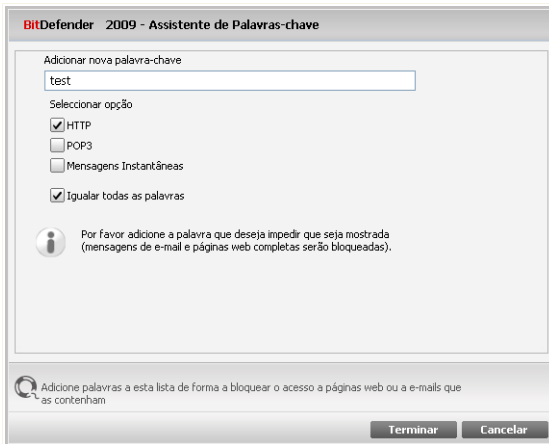 BitDefender 2009 - Assistente de Palavras-chave
Adicionar nova palavra-chave
test
Seleccionar opção
HTTP
POP3
Mensagens Instantâneas
Igualar todas as palavras
Por favor adicione a palavra que deseja impedir que seja mostrada
(mensagens de e-mail e páginas web completas serão bloqueadas).
Adicione palavras a esta lista de forma a bloquear o acesso a páginas web ou a e-mails que
as contenham
Terminar Cancelar